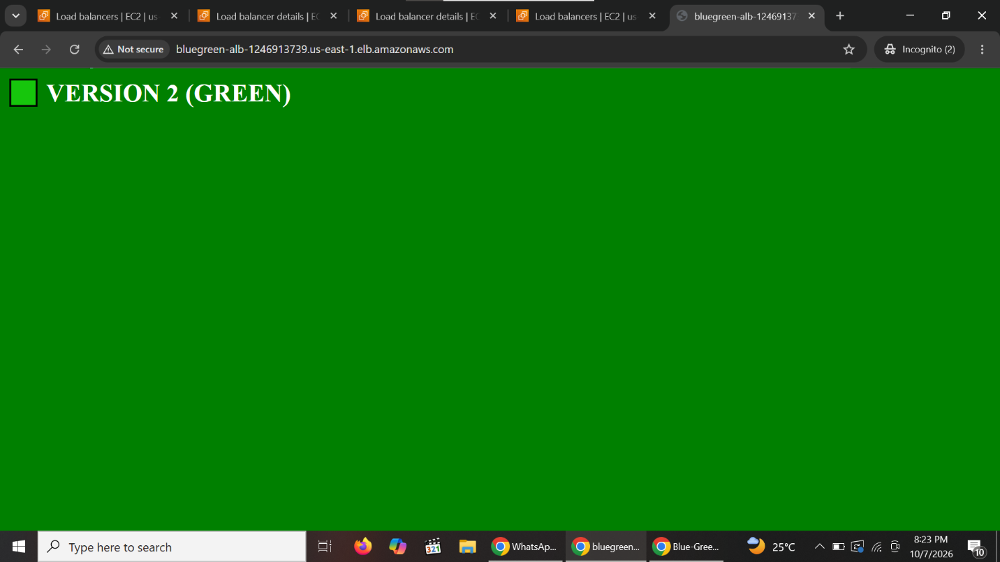 Load balancers | EC2 | us-
Load balancer details | EC
Load balancer details | EC
Load balancers | EC2 | us-
bluegreen-alb-12469137
Not secure
bluegreen-alb-1246913739.us-east-1.elb.amazonaws.com
Incognito (2)
VERSION 2 (GREEN)
Type here to search
321
WhatsAp...
bluegreen...
Blue-Gree...
25°C
8:23 PM
10/7/2026
10